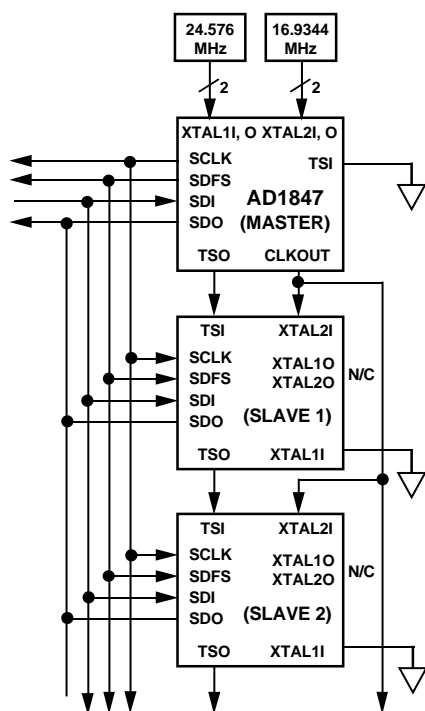 24.576
MHz
16.9344
MHz
2
2
XTAL1I, O XTAL2I, O
SCLK
SDFS
SDI
SDO
TSI
AD1847
(MASTER)
TSO CLKOUT
TSI XTAL2I
SCLK
SDFS
SDI
SDO
XTAL1O
XTAL2O
N/C
(SLAVE 1)
TSO XTAL1I
TSI XTAL2I
SCLK
SDFS
SDI
SDO
XTAL1O
XTAL2O
N/C
(SLAVE 2)
TSO XTAL1I